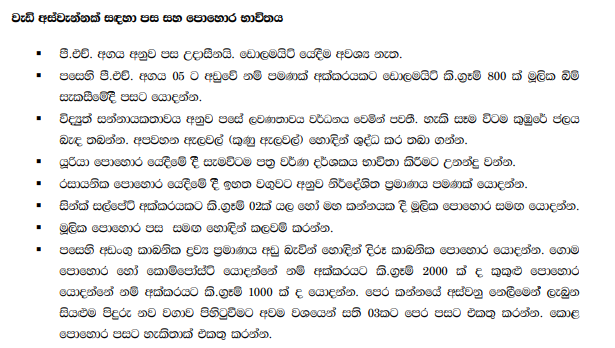 වැඩි අස්වැන්නක් සඳහා පස සහ පොහොර භාවිතය
▪ පී.එච්. අගය අනුව පස උදාසීනයි. ඩොලමයිට් යෙදීම අවශ්‍ය නැත.
▪ පසෙහි පී.එච්. අගය 05 ට අඩුවේ නම් පමණක් අක්කරයකට ඩොලමයිට් කි.ග්‍රෑම් 800 ක් මූලික බිම්
සැකසීමේදී පසට යොදන්න.
▪ විද්‍යුත් සන්නායකතාවය අනුව පසේ ලවණතාවය වර්ධනය වෙමින් පවතී. හැකි සෑම විටම කුඹුරේ ජලය
බැඳ තබන්න. අපවහන ඇලවල් (කුණු ඇලවල්) හොඳින් ශුද්ධ කර තබා ගන්න.
▪ යූරියා පොහොර යෙදීමේ දී සැමවිටම පත්‍ර වර්ණ දර්ශකය භාවිතා කිරීමට උනන්දු වන්න.
▪ රසායනික පොහොර යෙදීමේ දී ඉහත වගුවට අනුව නිර්දේශිත ප්‍රමාණය පමණක් යොදන්න.
▪ සින්ක් සල්පේට් අක්කරයකට කි.ග්‍රෑම් 02ක් යල හෝ මහ කන්නයක දී මූලික පොහොර සමඟ යොදන්න.
▪ මූලික පොහොර පස සමඟ හොඳින් කලවම් කරන්න.
▪ පසෙහි අඩංගු කාබනික ද්‍රව්‍ය ප්‍රමාණය අඩු බැවින් හොඳින් දිරූ කාබනික පොහොර යොදන්න. ගොම
පොහොර හෝ කොම්පෝස්ට් යොදන්නේ නම් අක්කරයට කි.ග්‍රෑම් 2000 ක් ද කුකුළු පොහොර
යොදන්නේ නම් අක්කරයට කි.ග්‍රෑම් 1000 ක් ද යොදන්න. පෙර කන්නයේ අස්වනු නෙලීමෙන් ලැබුන
සියළුම පිදුරු නව වගාව පිහිටුවීමට අවම වශයෙන් සති 03කට පෙර පසට එකතු කරන්න. කොළ
පොහොර පසට හැකිතාක් එකතු කරන්න.